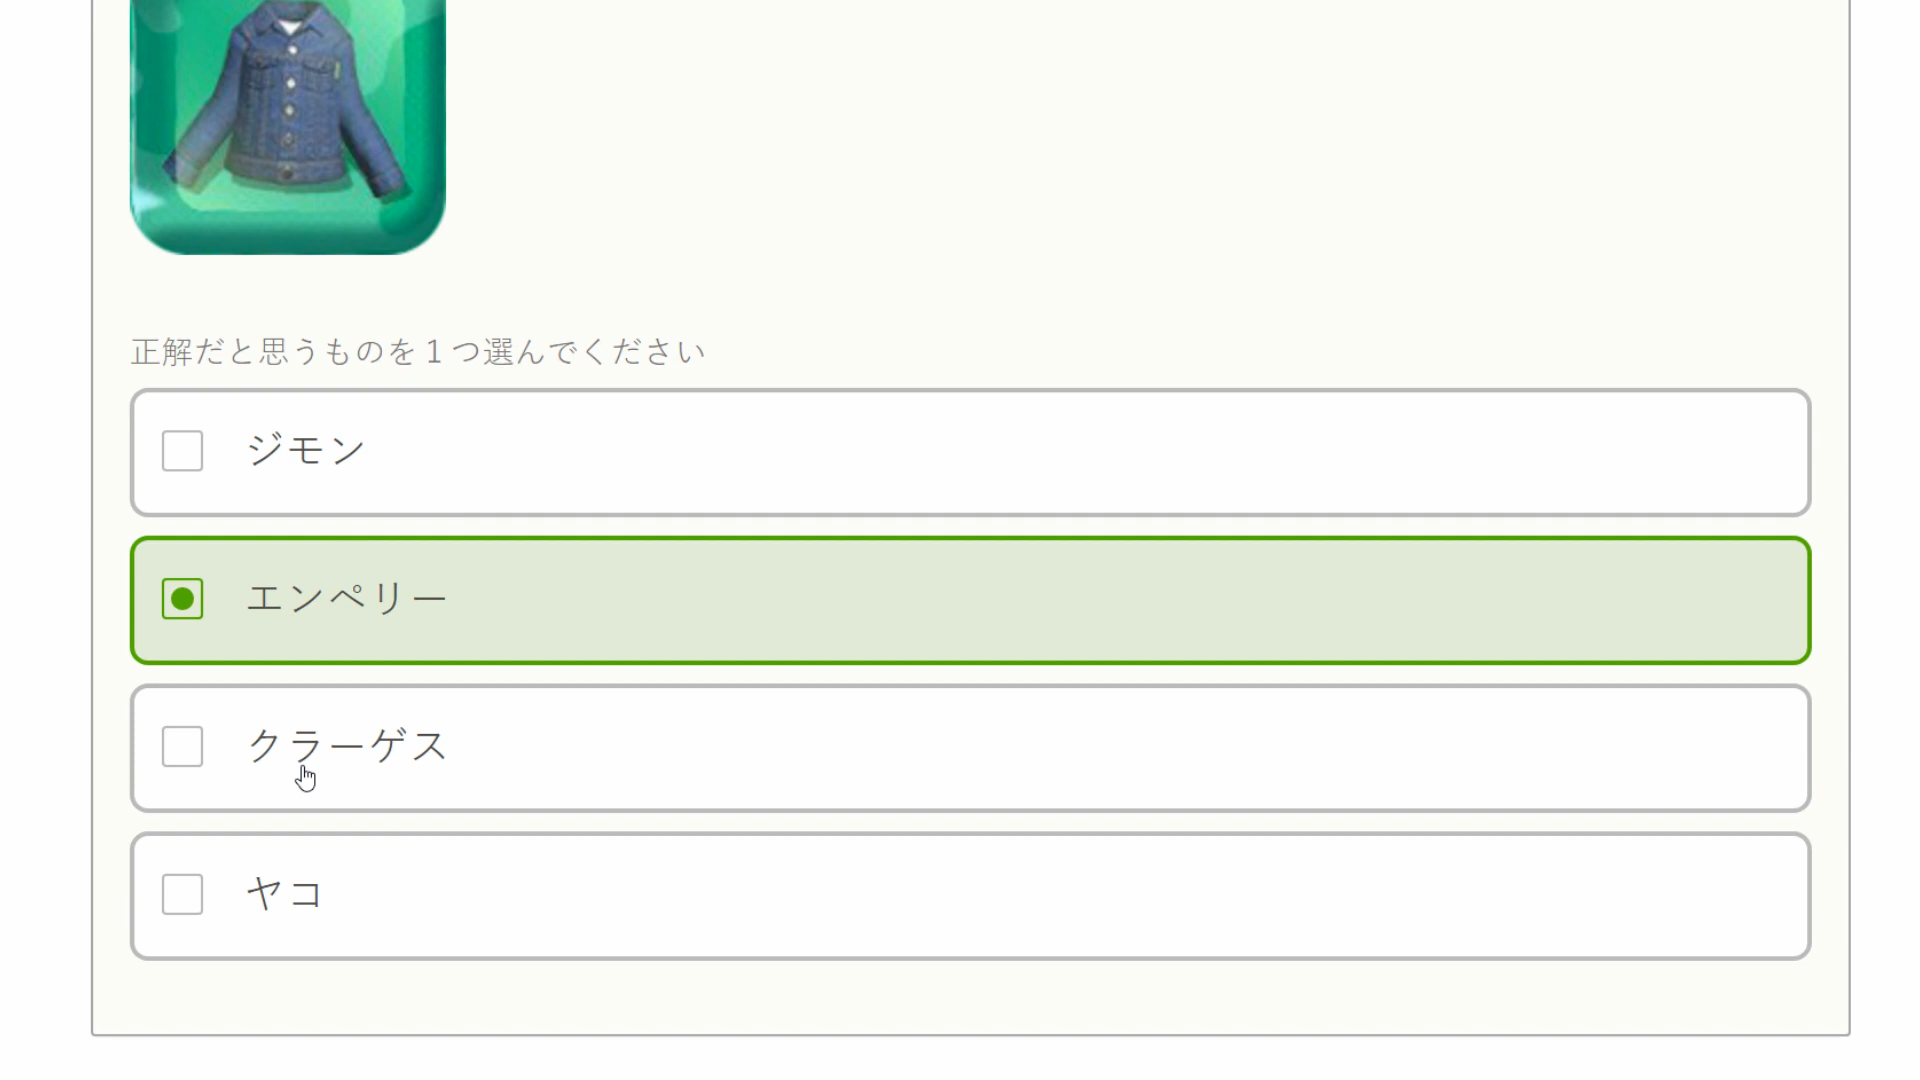 正解だと思うものを１つ選んでください
ジモン
エンペリー
クラーゲス
ヤコ